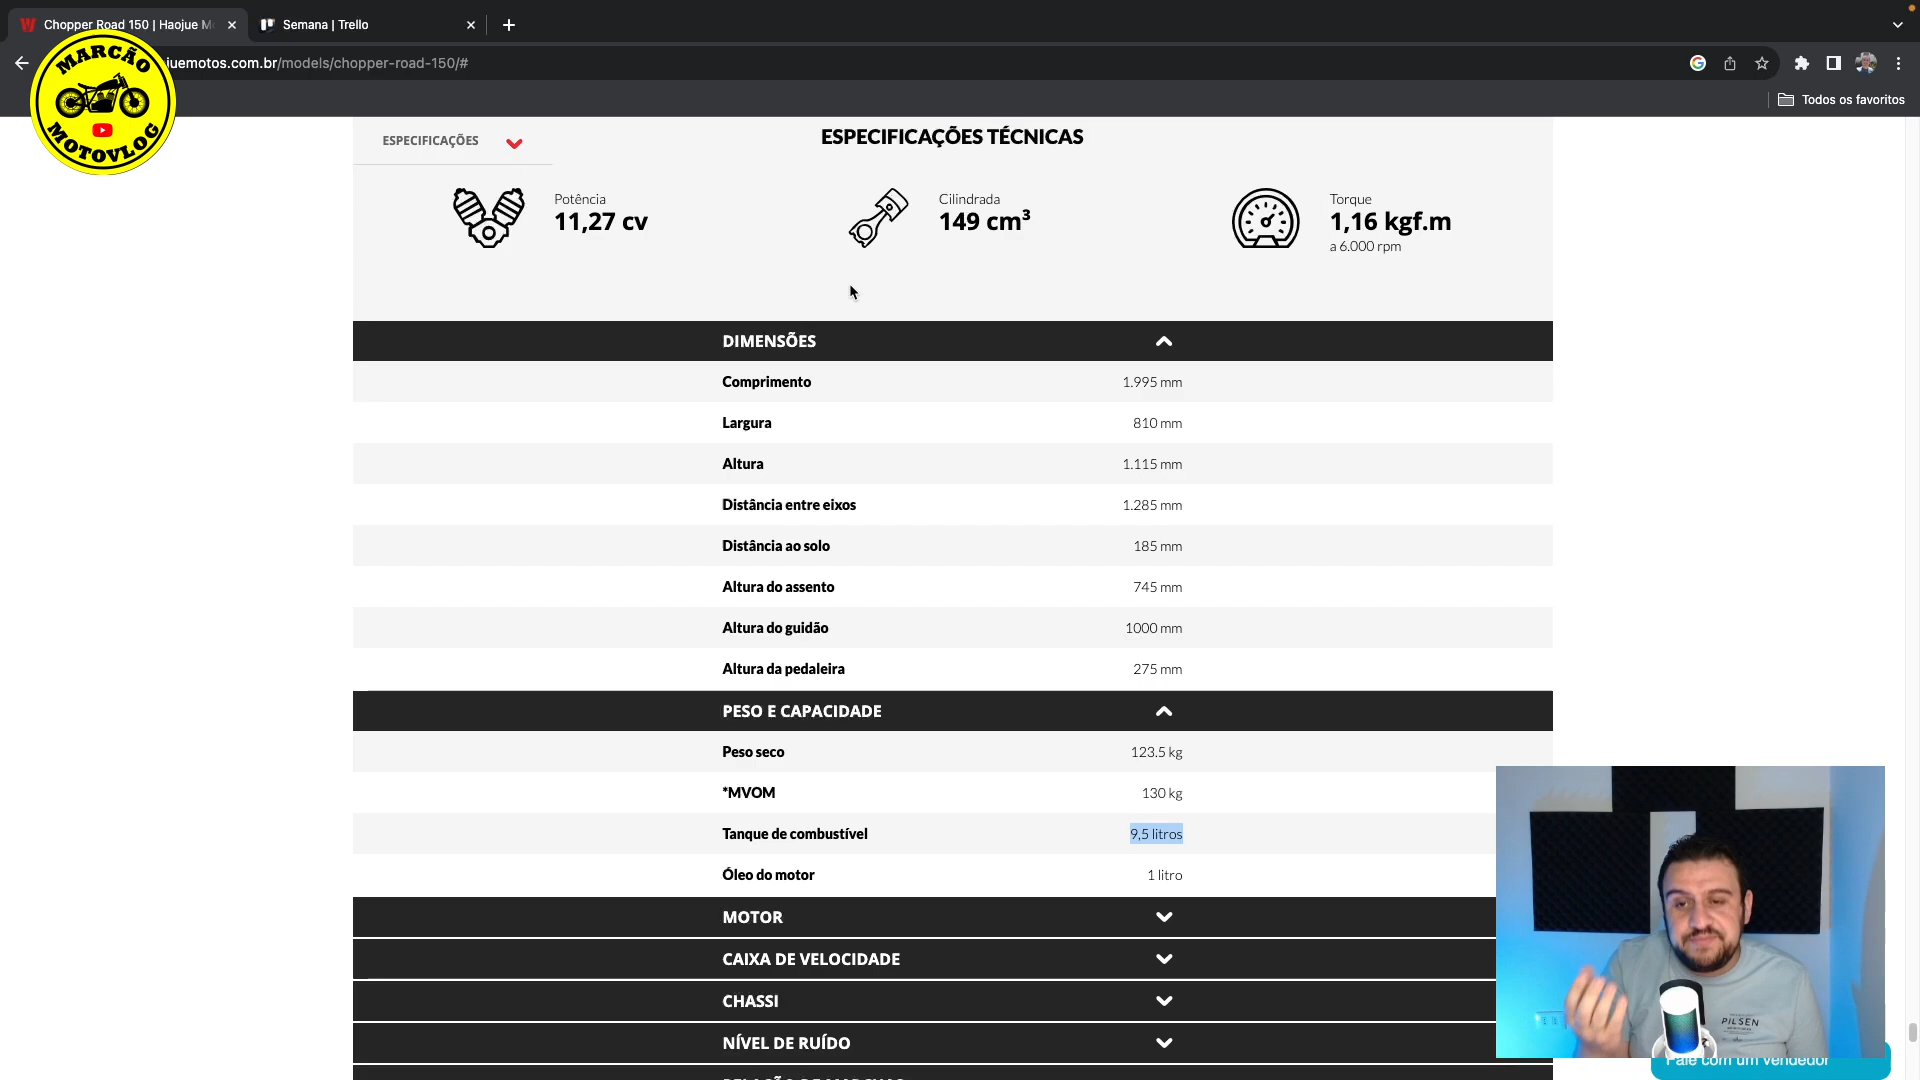 Chopper Road 150 | Haojue M
Semana | Trello
juemotos.com.br/models/chopper-road-150/#
Todos os favoritos
MARCÃO
MOTOVLOG
ESPECIFICAÇÕES
ESPECIFICAÇÕES TÉCNICAS
Potência
11,27 cv
Cilindrada
149 cm³
Torque
1,16 kgf.m
a 6.000 rpm
DIMENSÕES
Comprimento 1.995 mm
Largura 810 mm
Altura 1.115 mm
Distância entre eixos 1.285 mm
Distância ao solo 185 mm
Altura do assento 745 mm
Altura do guidão 1000 mm
Altura da pedaleira 275 mm
PESO E CAPACIDADE
Peso seco 123.5 kg
*MVOM 130 kg
Tanque de combustível 9,5 litros
Óleo do motor 1 litro
MOTOR
CAIXA DE VELOCIDADE
CHASSI
NÍVEL DE RUÍDO
PILSEN
Fale com um vendedor